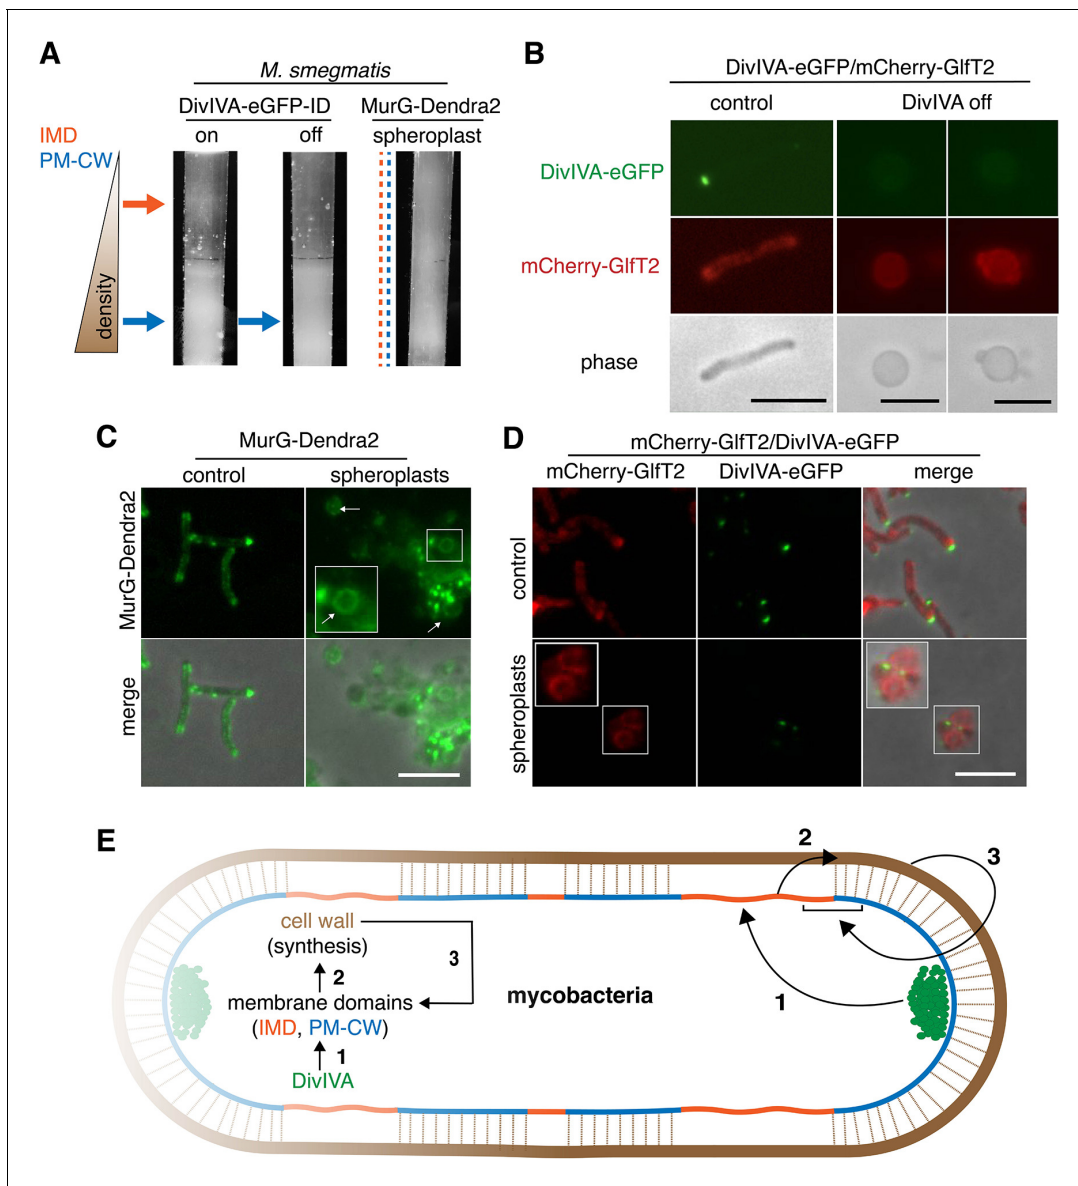 A
M. smegmatis
DivIVA-eGFP-ID
MurG-Dendra2
IMD
on
off
spheroplast
PM-CW
density
B
DivIVA-eGFP/mCherry-GlfT2
control
DivIVA off
DivIVA-eGFP
mCherry-GlfT2
phase
C
MurG-Dendra2
control
spheroplasts
MurG-Dendra2
merge
D
mCherry-GlfT2/DivIVA-eGFP
mCherry-GlfT2
DivIVA-eGFP
merge
control
spheroplasts
E
2
3
cell wall
(synthesis)
3
2
membrane domains
(IMD, PM-CW)
1
DivIVA
mycobacteria
1